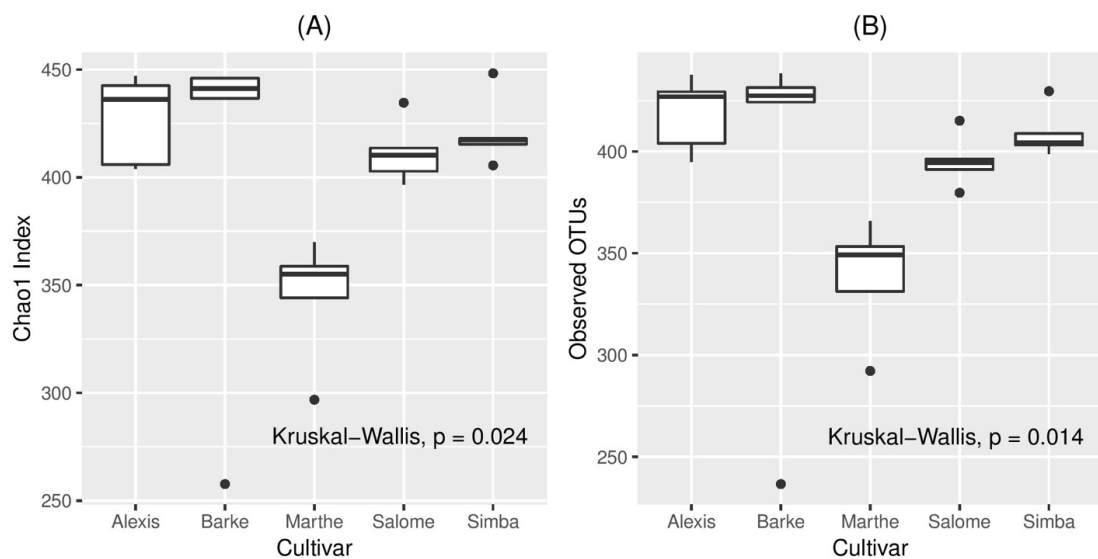 (A)
Chao1 Index
450
400
350
300
250
Kruskal−Wallis, p = 0.024
Alexis Barke Marthe Salome Simba
Cultivar
(B)
Observed OTUs
400
350
300
250
Kruskal−Wallis, p = 0.014
Alexis Barke Marthe Salome Simba
Cultivar